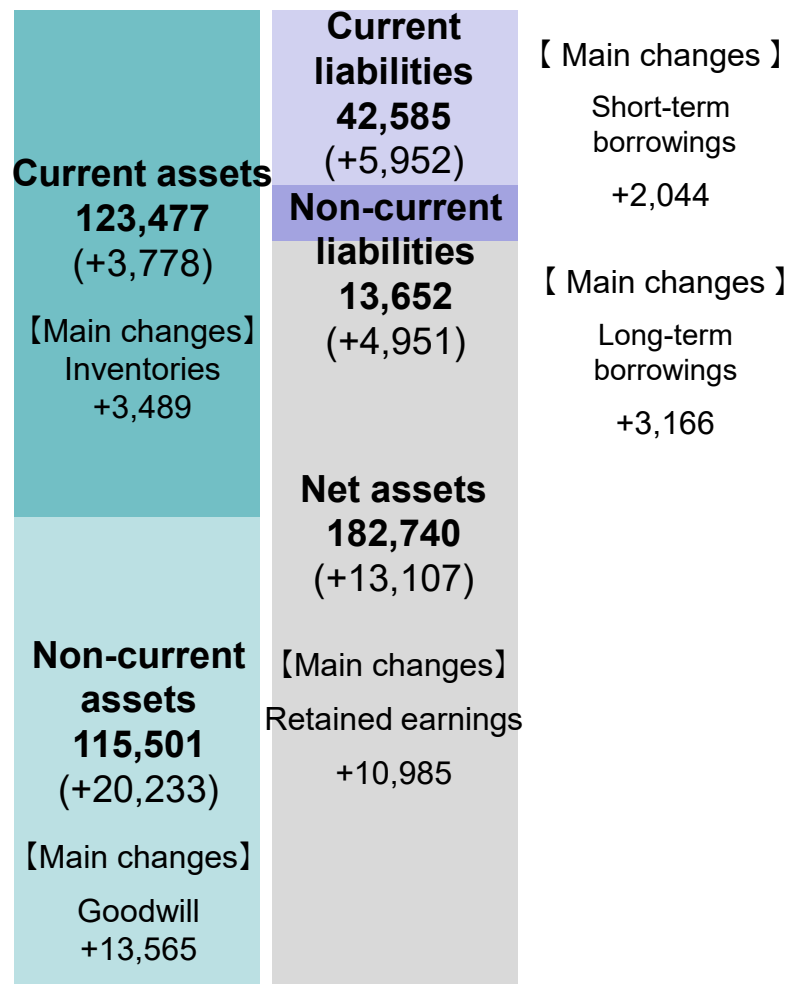 Current assets
123,477
(+3,778)
【Main changes】
Inventories
+3,489
Non-current
assets
115,501
(+20,233)
【Main changes】
Goodwill
+13,565
Current
liabilities
42,585
(+5,952)
Non-current
liabilities
13,652
(+4,951)
Net assets
182,740
(+13,107)
【Main changes】
Retained earnings
+10,985
【 Main changes 】
Short-term
borrowings
+2,044
【 Main changes 】
Long-term
borrowings
+3,166